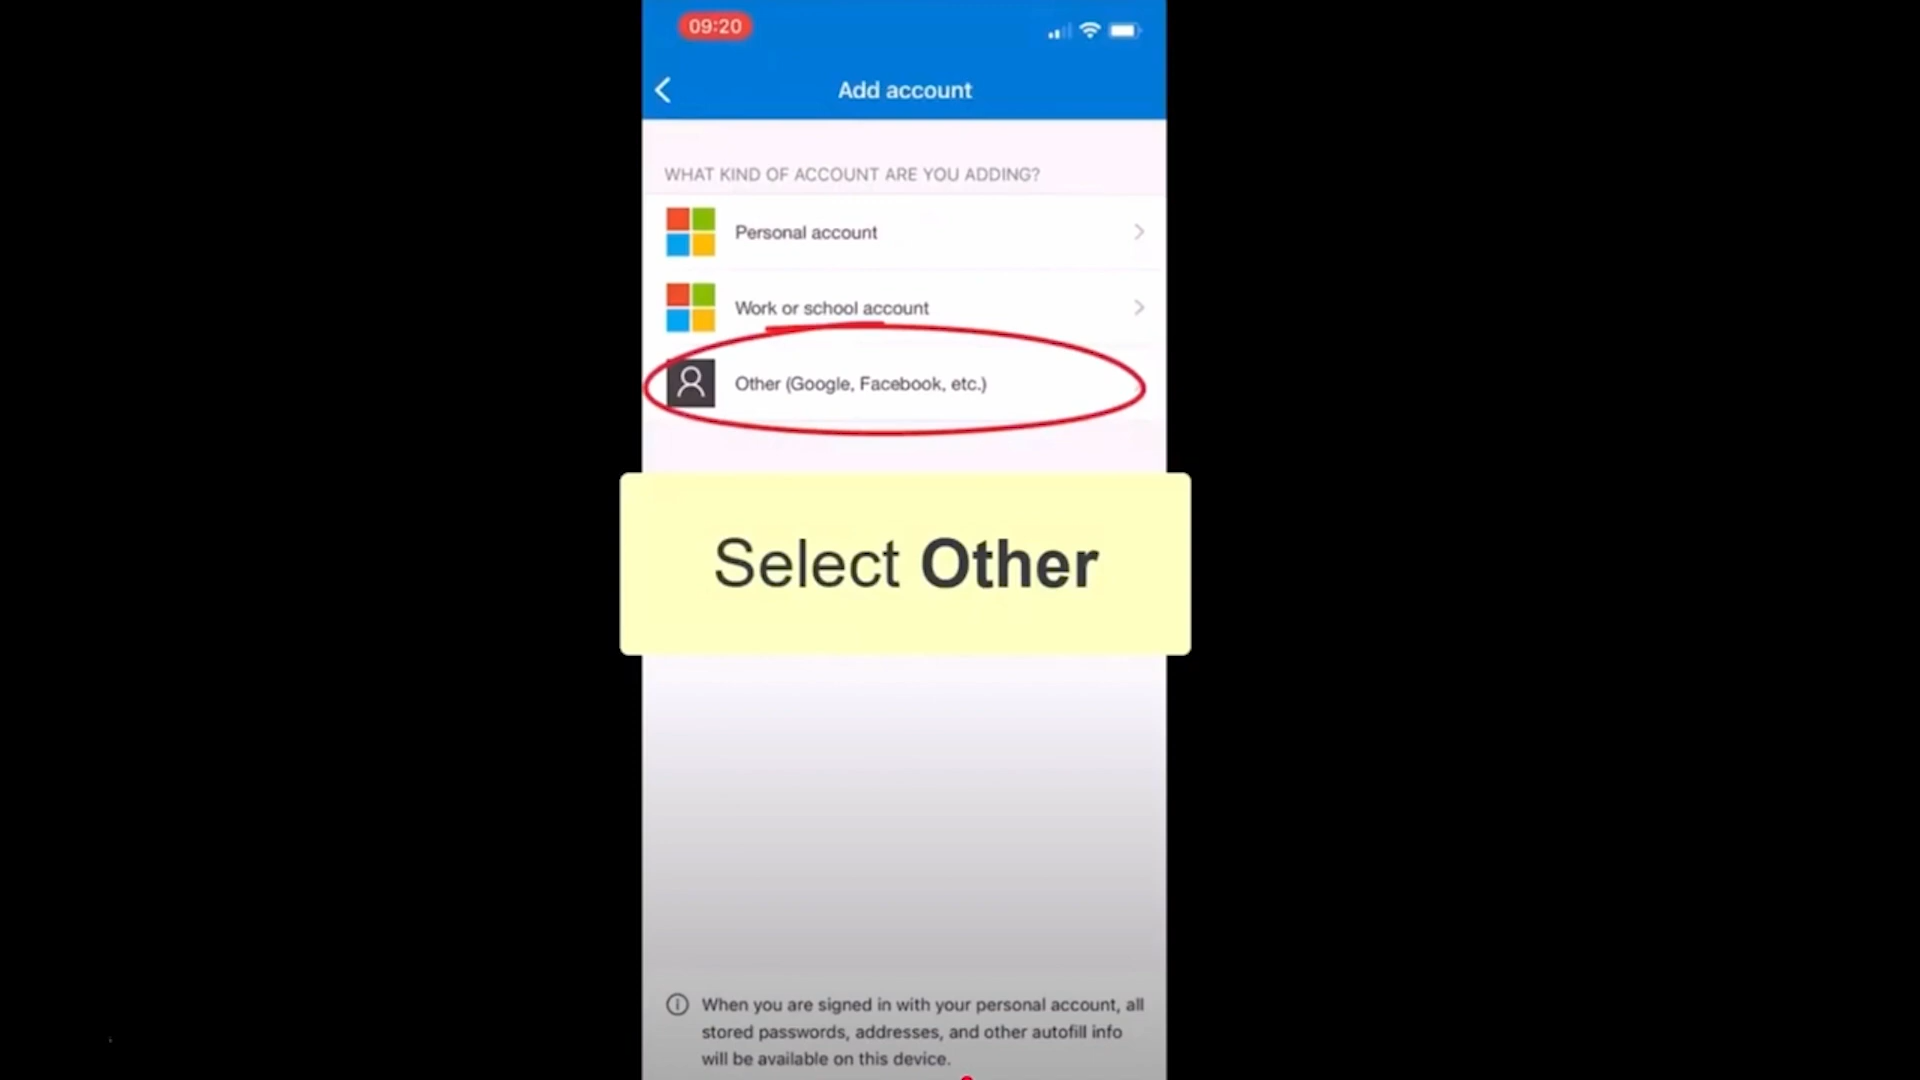 09:20
Add account
WHAT KIND OF ACCOUNT ARE YOU ADDING?
Personal account
Work or school account
Other (Google, Facebook, etc.)
Select Other
When you are signed in with your personal account, all
stored passwords, addresses, and other autofill info
will be available on this device.